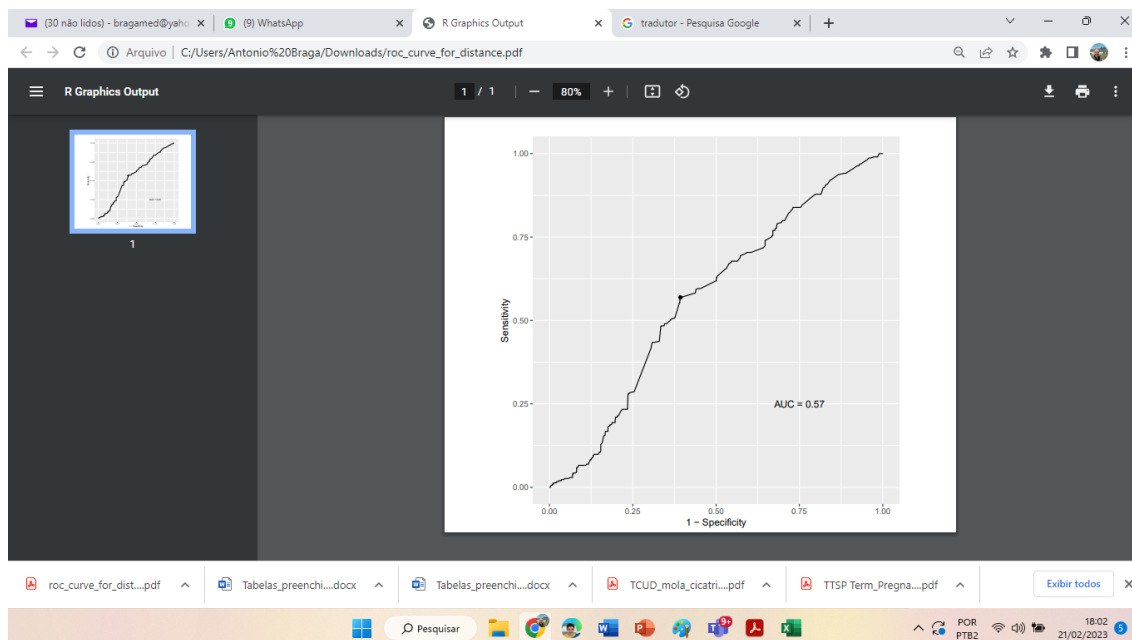 (30 não lidos) - bragamed@yaho
(9) WhatsApp
R Graphics Output
tradutor - Pesquisa Google
Arquivo | C:/Users/Antonio%20Braga/Downloads/roc_curve_for_distance.pdf
R Graphics Output
1 / 1
80%
1
1.00
0.75
0.50
0.25
0.00
Sensitivity
AUC = 0.57
0.00 0.25 0.50 0.75 1.00
1 − Specificity
roc_curve_for_dist....pdf
Tabelas_preenchi....docx
Tabelas_preenchi....docx
TCUD_mola_cicatri....pdf
TTSP Term_Pregna....pdf
Exibir todos
Pesquisar
9+
POR
PTB2
18:02
21/02/2023
5